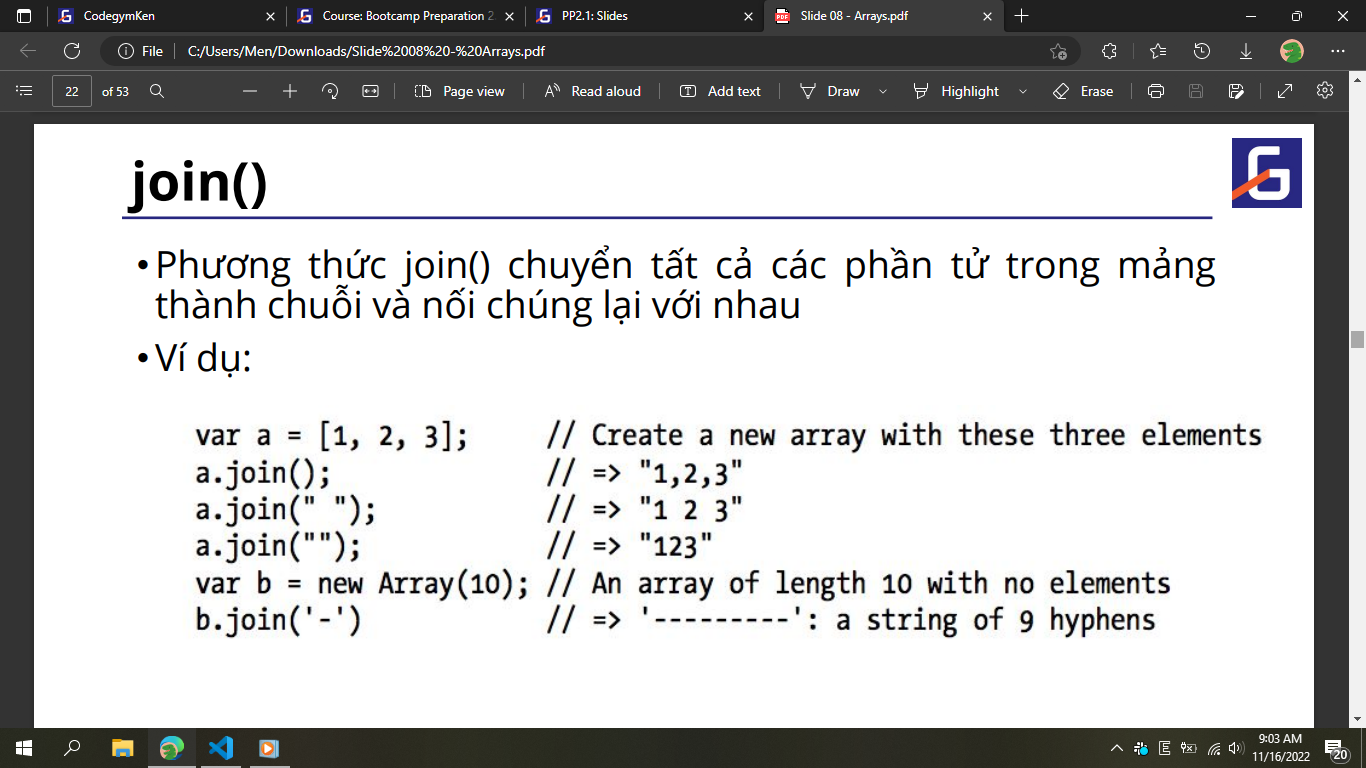 CodegymKen
Course: Bootcamp Preparation 2
PP2.1: Slides
PDF
Slide 08 - Arrays.pdf
File
C:/Users/Men/Downloads/Slide%2008%20-%20Arrays.pdf
22 of 53
Page view
Read aloud
Add text
Draw
Highlight
Erase
join()
G
•Phương thức join() chuyển tất cả các phần tử trong mảng
thành chuỗi và nối chúng lại với nhau
•Ví dụ:
var a = [1, 2, 3]; // Create a new array with these three elements
a.join(); // => "1,2,3"
a.join(" "); // => "1 2 3"
a.join(""); // => "123"
var b = new Array(10); // An array of length 10 with no elements
b.join('-') // => '---------': a string of 9 hyphens
E
9:03 AM
11/16/2022
20